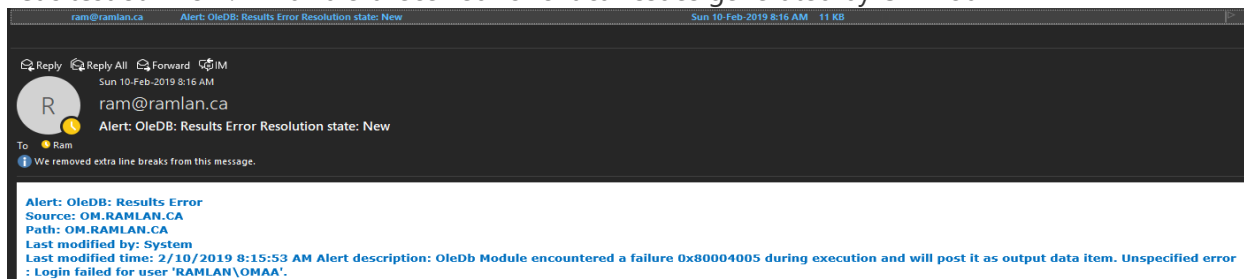 ram@ramlan.ca Alert: OleDB: Results Error Resolution state: New Sun 10-Feb-2019 8:16 AM 11 KB
Reply Reply All Forward IM
Sun 10-Feb-2019 8:16 AM
R
ram@ramlan.ca
Alert: OleDB: Results Error Resolution state: New
To Ram
We removed extra line breaks from this message.
Alert: OleDB: Results Error
Source: OM.RAMLAN.CA
Path: OM.RAMLAN.CA
Last modified by: System
Last modified time: 2/10/2019 8:15:53 AM Alert description: OleDb Module encountered a failure 0x80004005 during execution and will post it as output data item. Unspecified error
: Login failed for user 'RAMLAN\OMAA'.